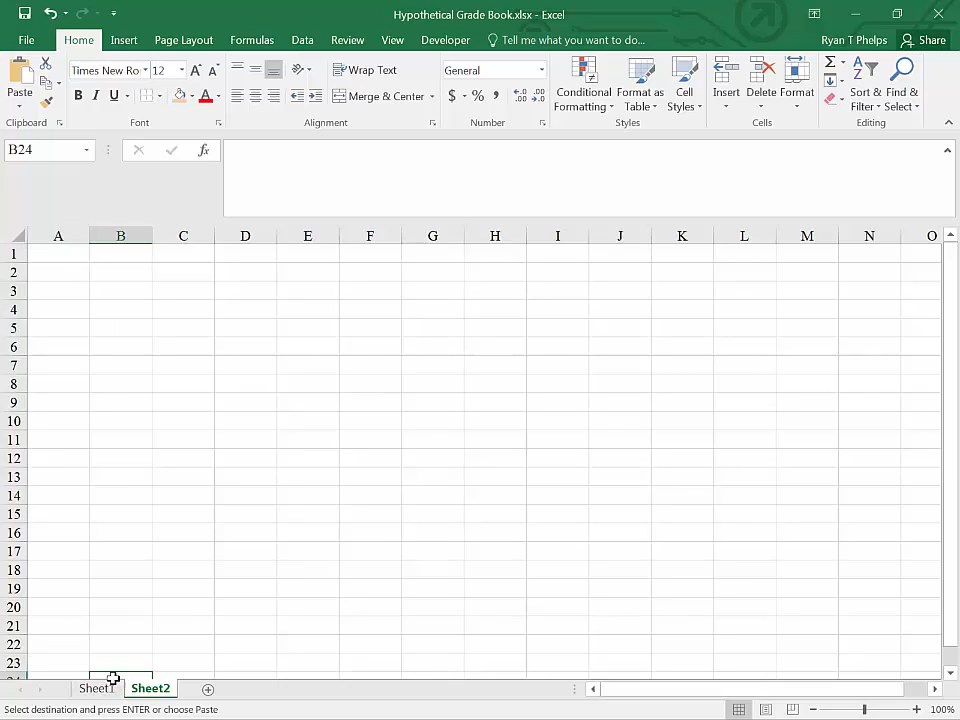 Hypothetical Grade Book.xlsx - Excel
File Home Insert Page Layout Formulas Data Review View Developer Tell me what you want to do... Ryan T Phelps Share
Paste
Times New Ro 12 A A
B I U A
Wrap Text
Merge & Center
General
$ % ,
Conditional Formatting
Format as Table
Cell Styles
Insert
Delete
Format
Σ
Sort & Filter
Find & Select
Clipboard Font Alignment Number Styles Cells Editing
B24 fx
A B C D E F G H I J K L M N O
1
2
3
4
5
6
7
8
9
10
11
12
13
14
15
16
17
18
19
20
21
22
23
Sheet1 Sheet2
Select destination and press ENTER or choose Paste 100%